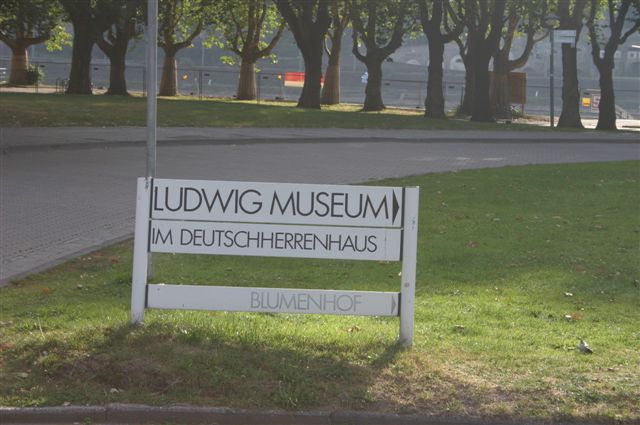 LUDWIG MUSEUM
IM DEUTSCHHERRENHAUS
BLUMENHOF